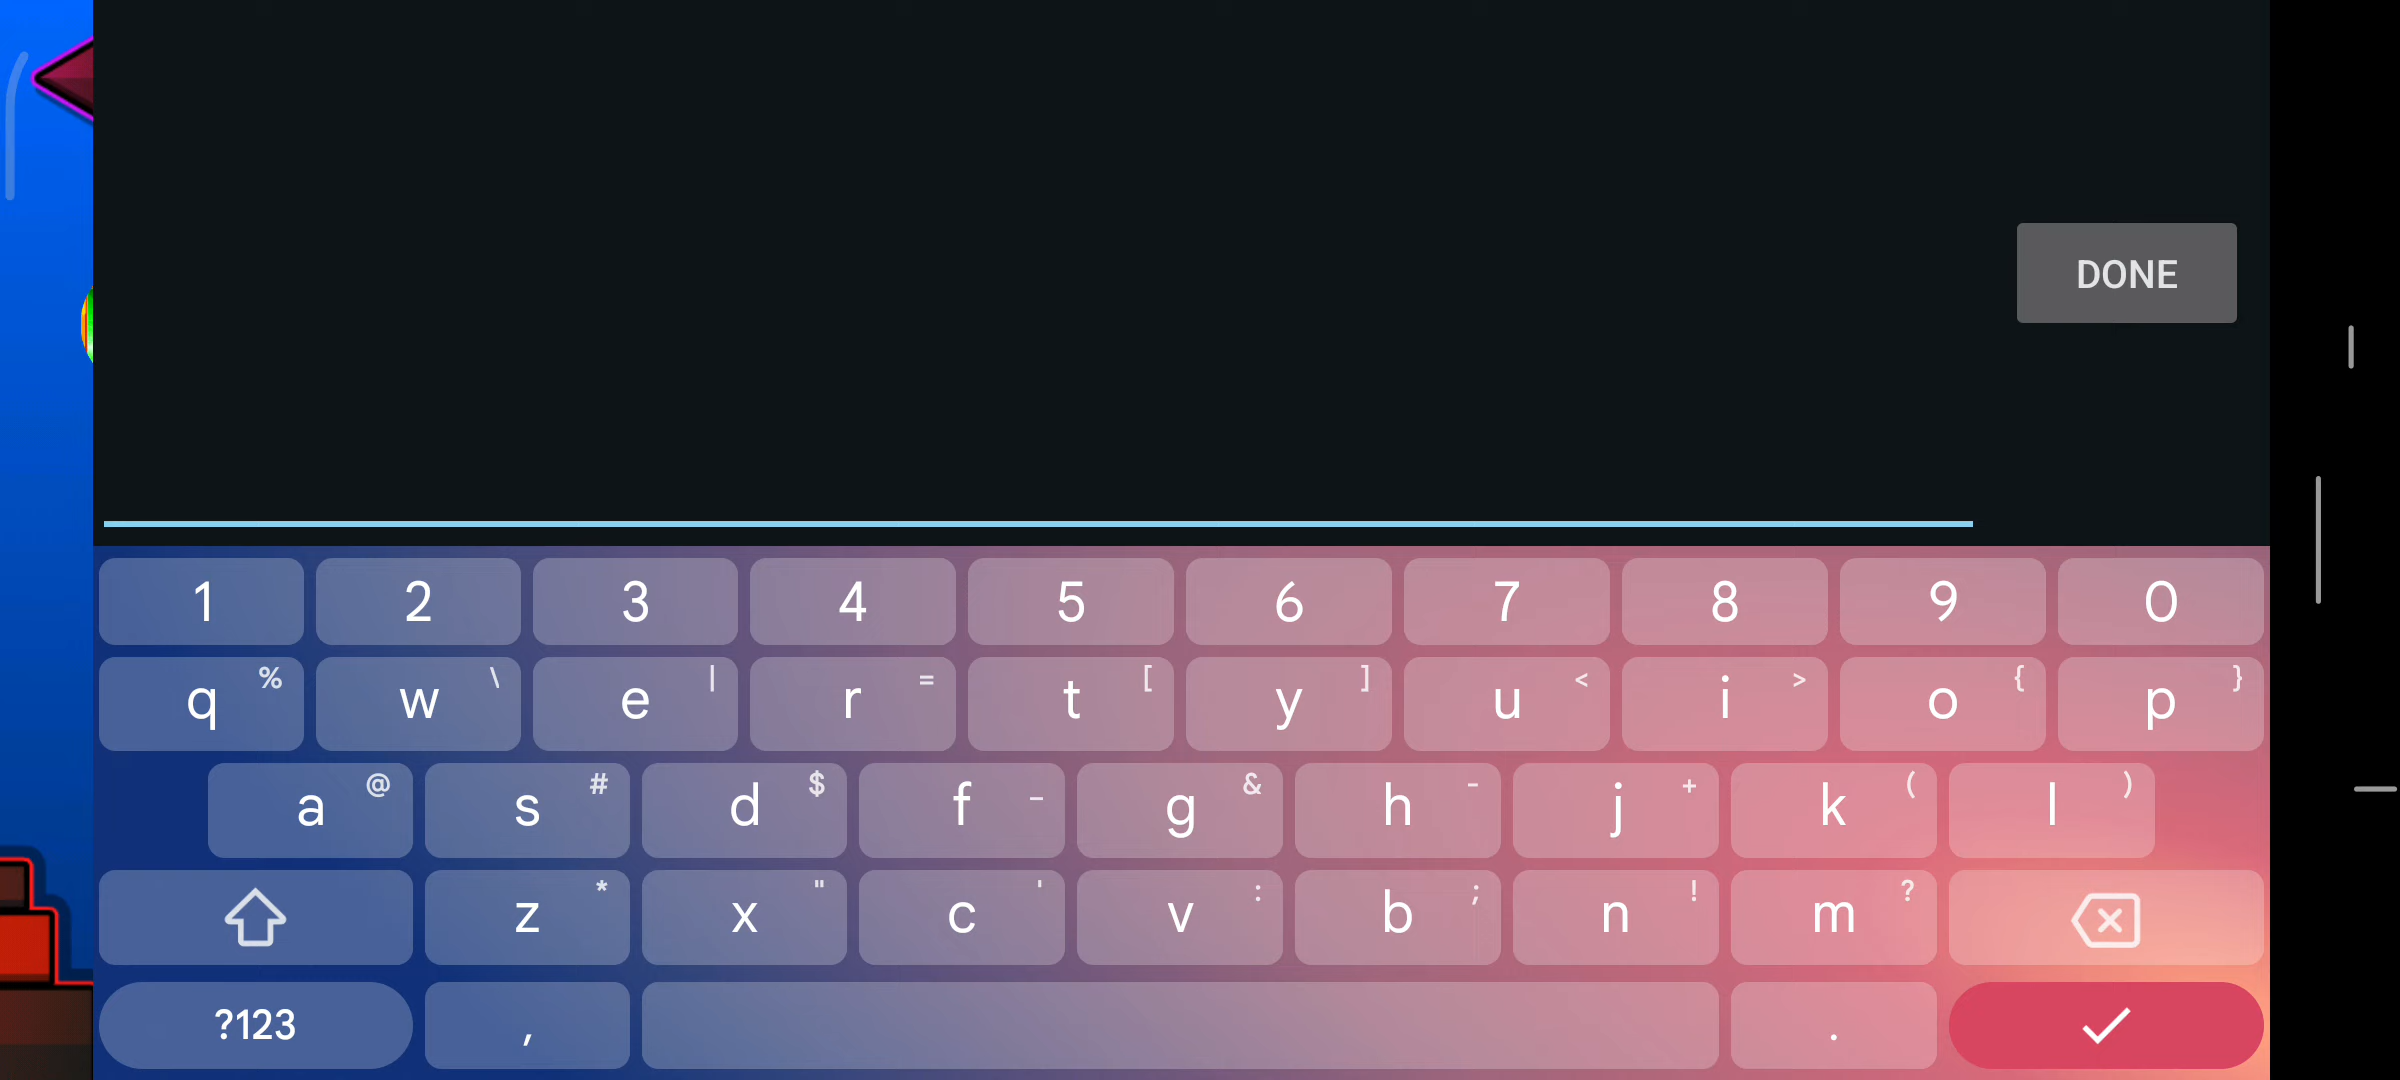 DONE
1 2 3 4 5 6 7 8 9 0
q % w \ e | r = t [ y ] u < i > o { p }
a @ s # d $ f _ g & h - j + k ( l )
z * x " c ' v : b ; n ! m ?
?123 , .